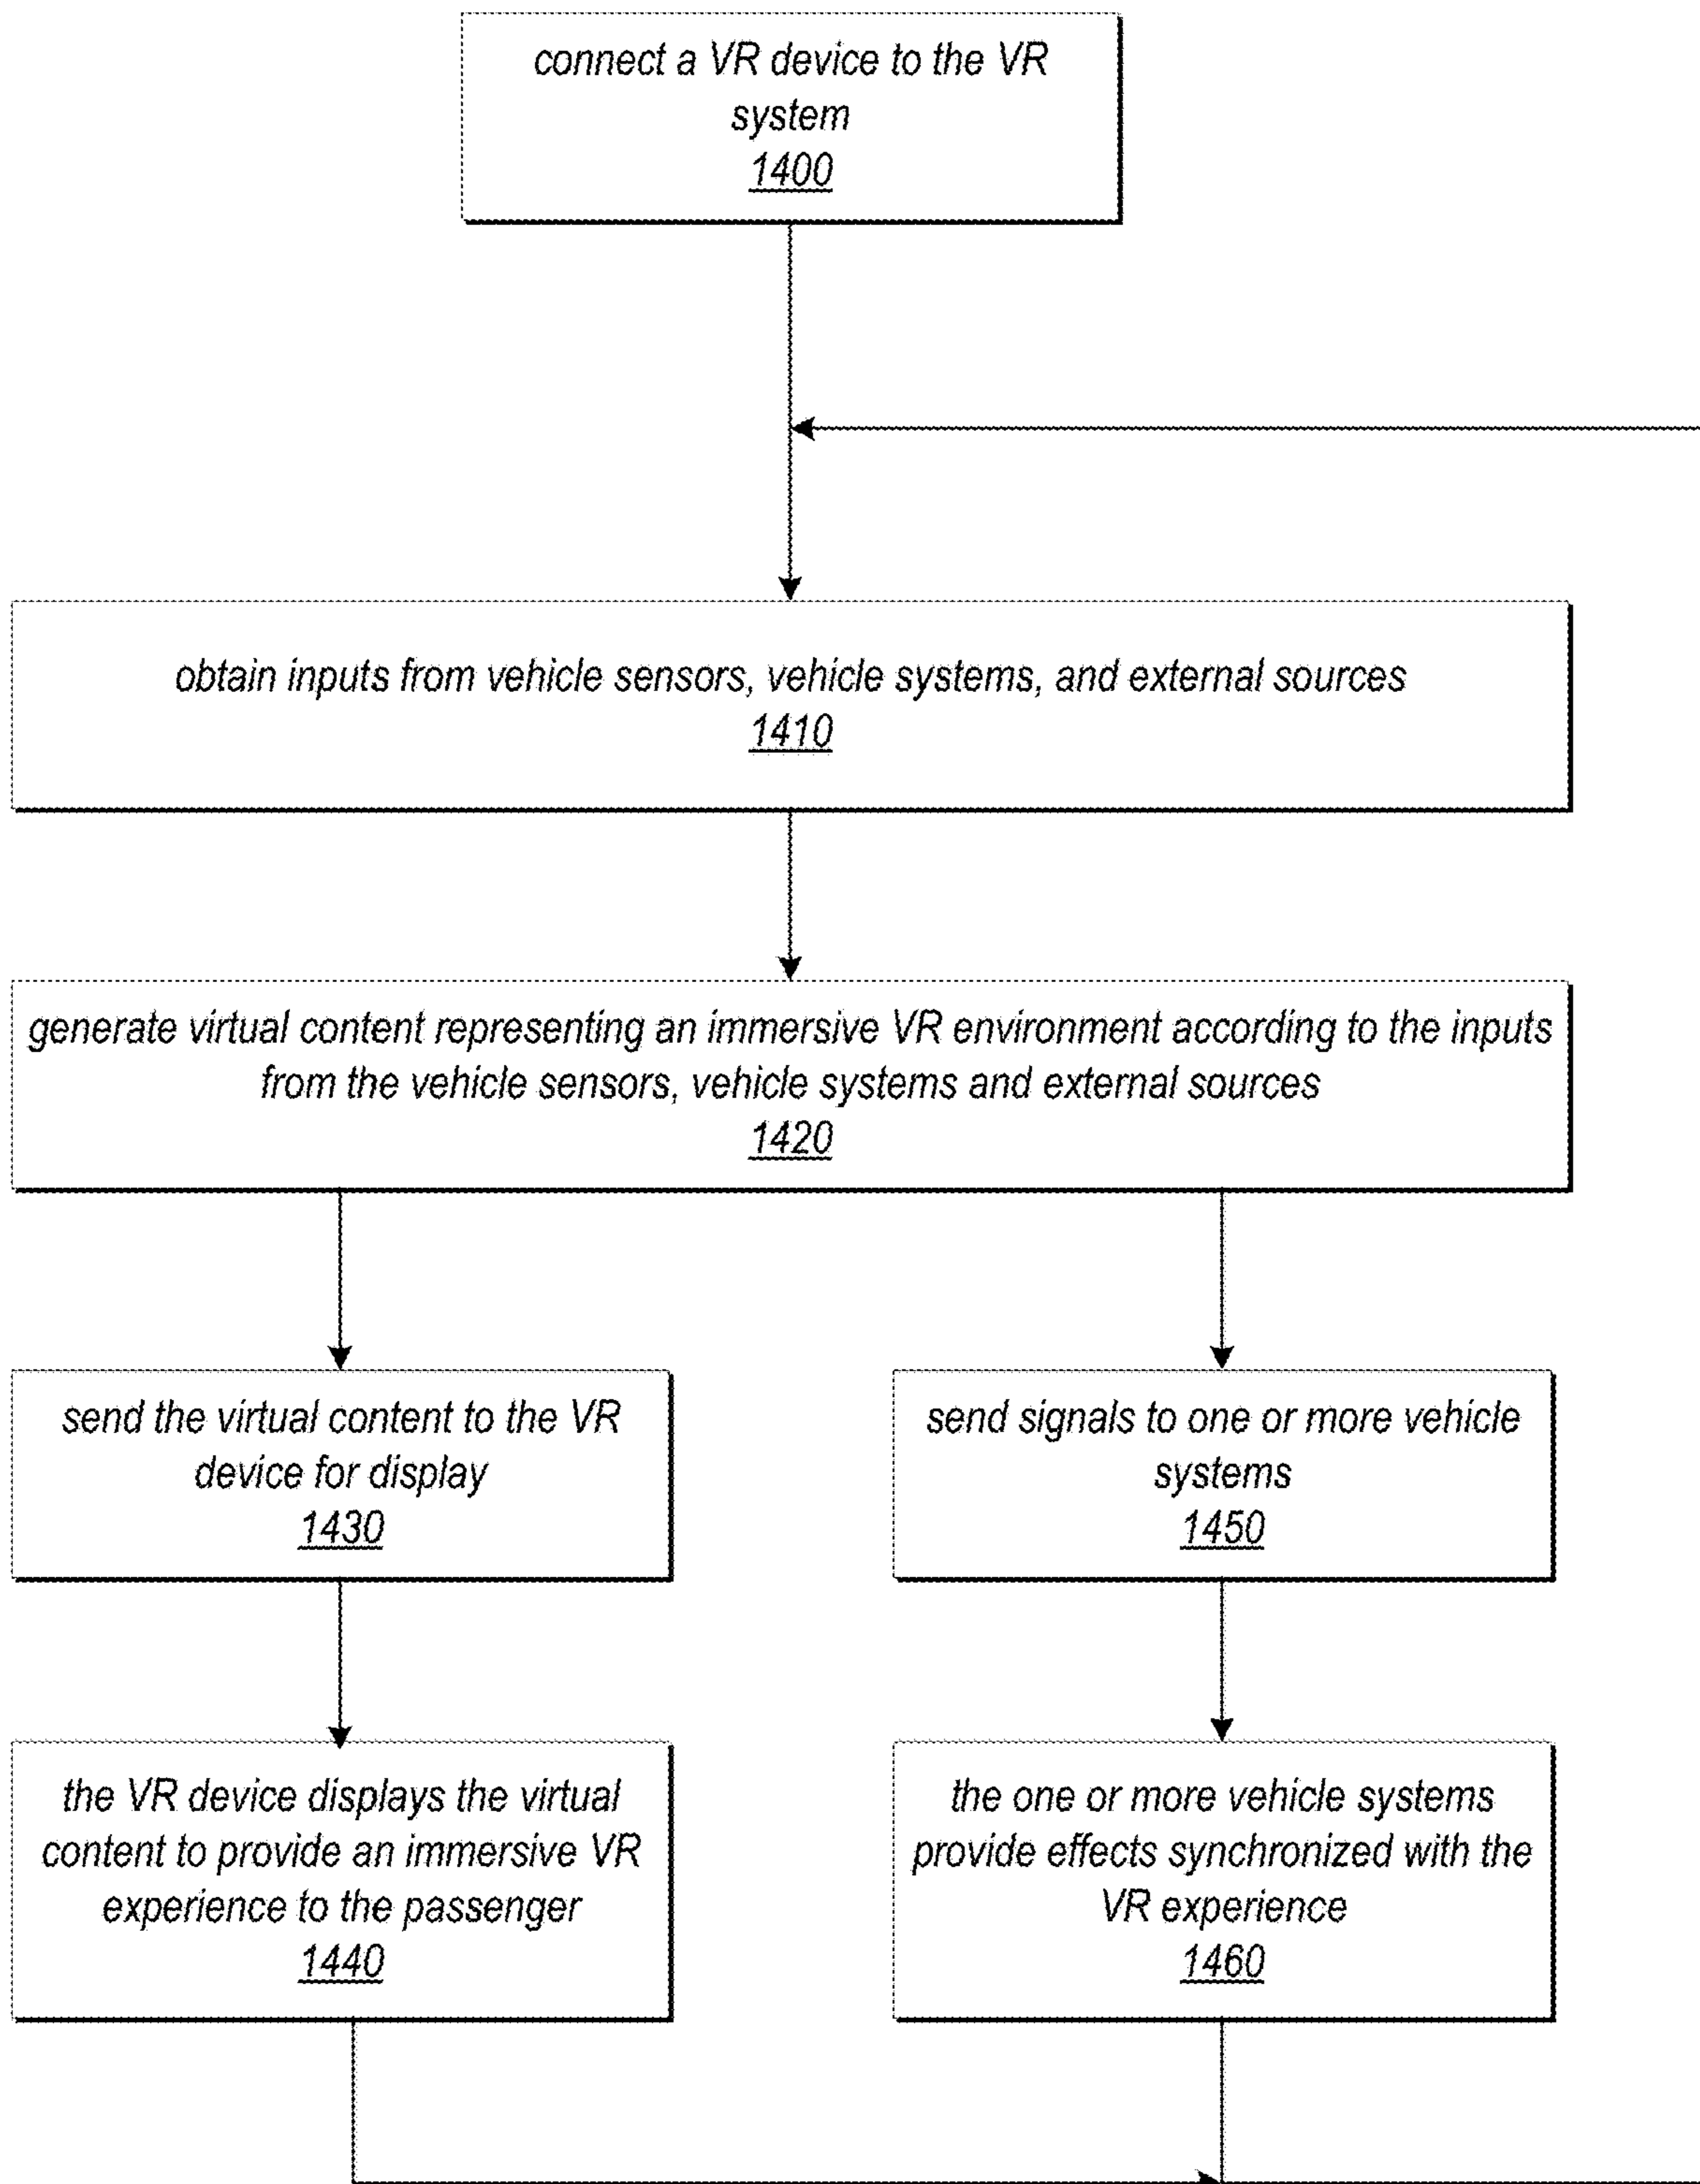 connect a VR device to the VR
system
1400
obtain inputs from vehicle sensors, vehicle systems, and external sources
1410
generate virtual content representing an immersive VR environment according to the inputs
from the vehicle sensors, vehicle systems and external sources
1420
send the virtual content to the VR
device for display
1430
send signals to one or more vehicle
systems
1450
the VR device displays the virtual
content to provide an immersive VR
experience to the passenger
1440
the one or more vehicle systems
provide effects synchronized with the
VR experience
1460